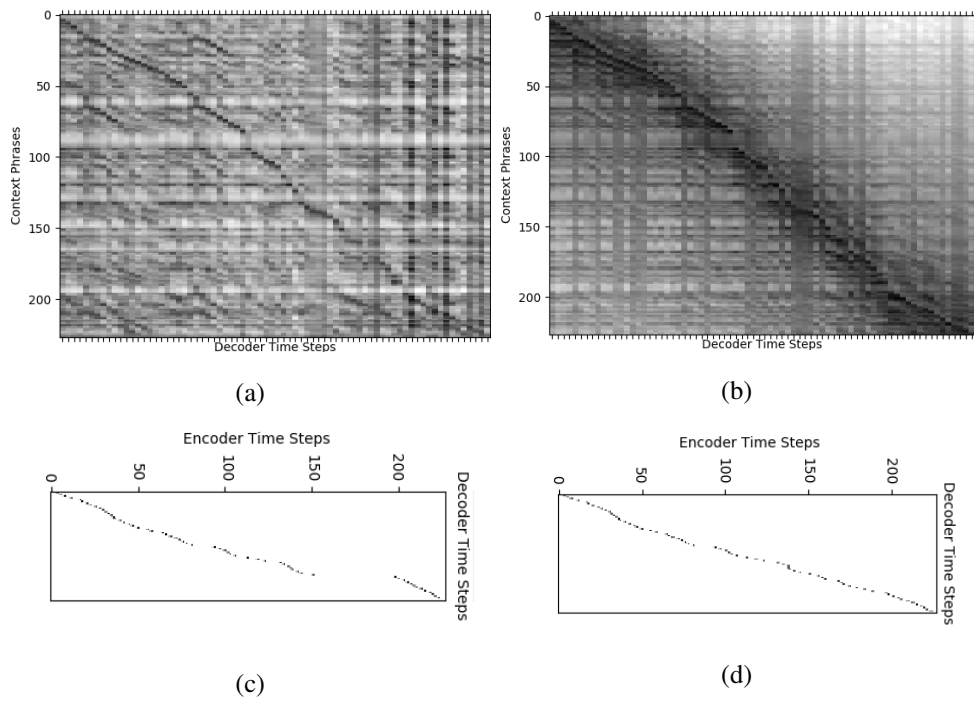 0
50
100
150
200
Context Phrases
Decoder Time Steps
(a)
0
50
100
150
200
Context Phrases
Decoder Time Steps
(b)
Encoder Time Steps
0
50
100
150
200
Decoder Time Steps
(c)
Encoder Time Steps
0
50
100
150
200
Decoder Time Steps
(d)